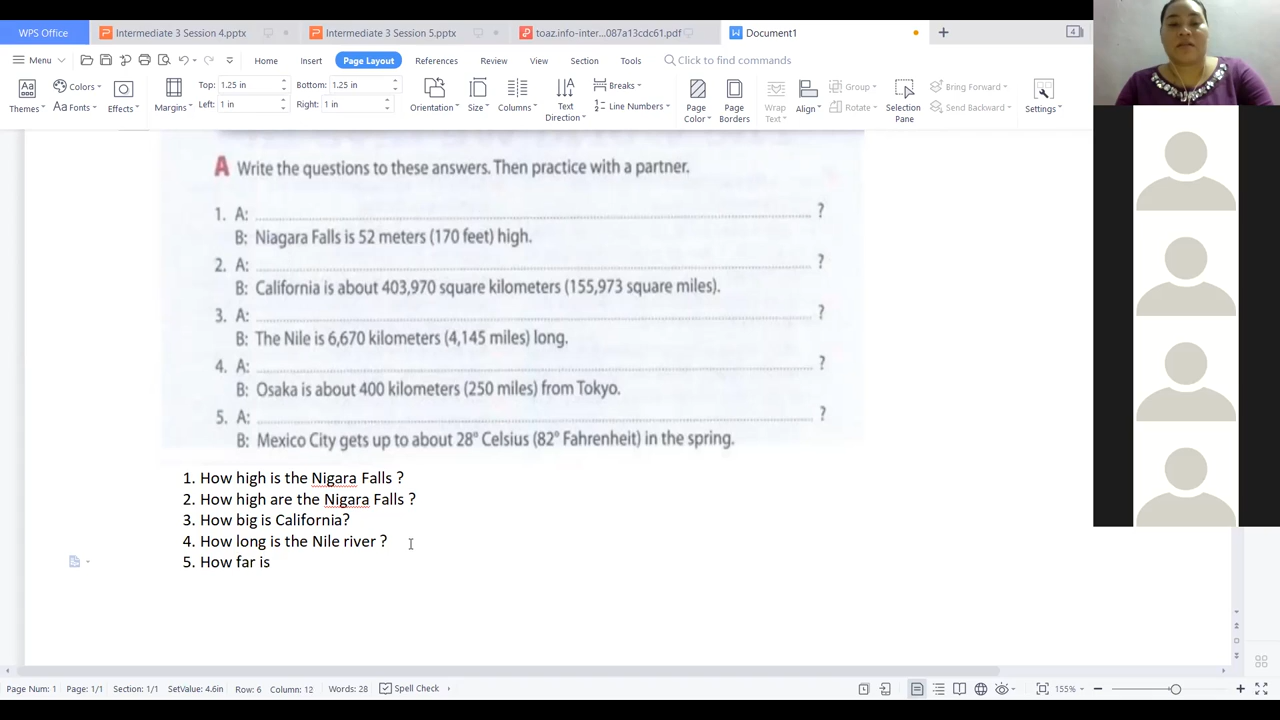 WPS Office
Intermediate 3 Session 4.pptx
Intermediate 3 Session 5.pptx
toaz.info-inter...087a13cdc61.pdf
Document1
4
Menu
Home
Insert
Page Layout
References
Review
View
Section
Tools
Click to find commands
Themes
Colors
Aa Fonts
Effects
Margins
Top: 1.25 in
Bottom: 1.25 in
Left: 1 in
Right: 1 in
Orientation
Size
Columns
Text Direction
Breaks
Line Numbers
Page Color
Page Borders
Wrap Text
Align
Group
Rotate
Selection Pane
Bring Forward
Send Backward
Settings
A Write the questions to these answers. Then practice with a partner.
1. A: ?
B: Niagara Falls is 52 meters (170 feet) high.
2. A: ?
B: California is about 403,970 square kilometers (155,973 square miles).
3. A: ?
B: The Nile is 6,670 kilometers (4,145 miles) long.
4. A: ?
B: Osaka is about 400 kilometers (250 miles) from Tokyo.
5. A: ?
B: Mexico City gets up to about 28° Celsius (82° Fahrenheit) in the spring.
1. How high is the Nigara Falls ?
2. How high are the Nigara Falls ?
3. How big is California?
4. How long is the Nile river ?
5. How far is
Page Num: 1 Page: 1/1 Section: 1/1 SetValue: 4.6in Row: 6 Column: 12 Words: 28 Spell Check 155%